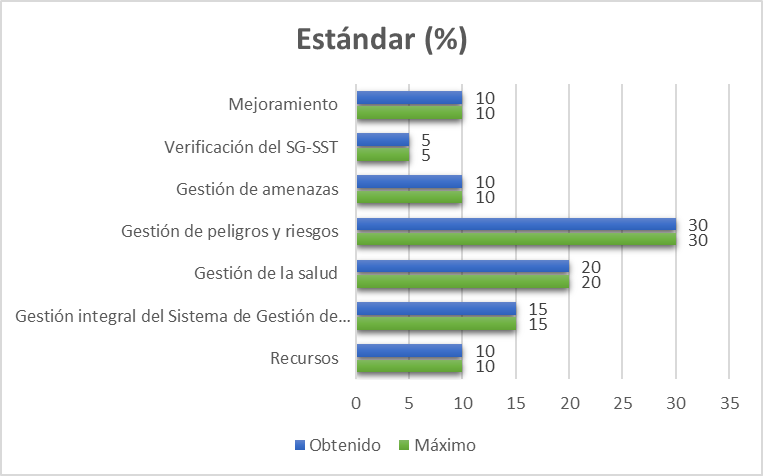 Estándar (%)
Mejoramiento
10
10
Verificación del SG-SST
5
5
Gestión de amenazas
10
10
Gestión de peligros y riesgos
30
30
Gestión de la salud
20
20
Gestión integral del Sistema de Gestión de...
15
15
Recursos
10
10
0 5 10 15 20 25 30 35
Obtenido Máximo